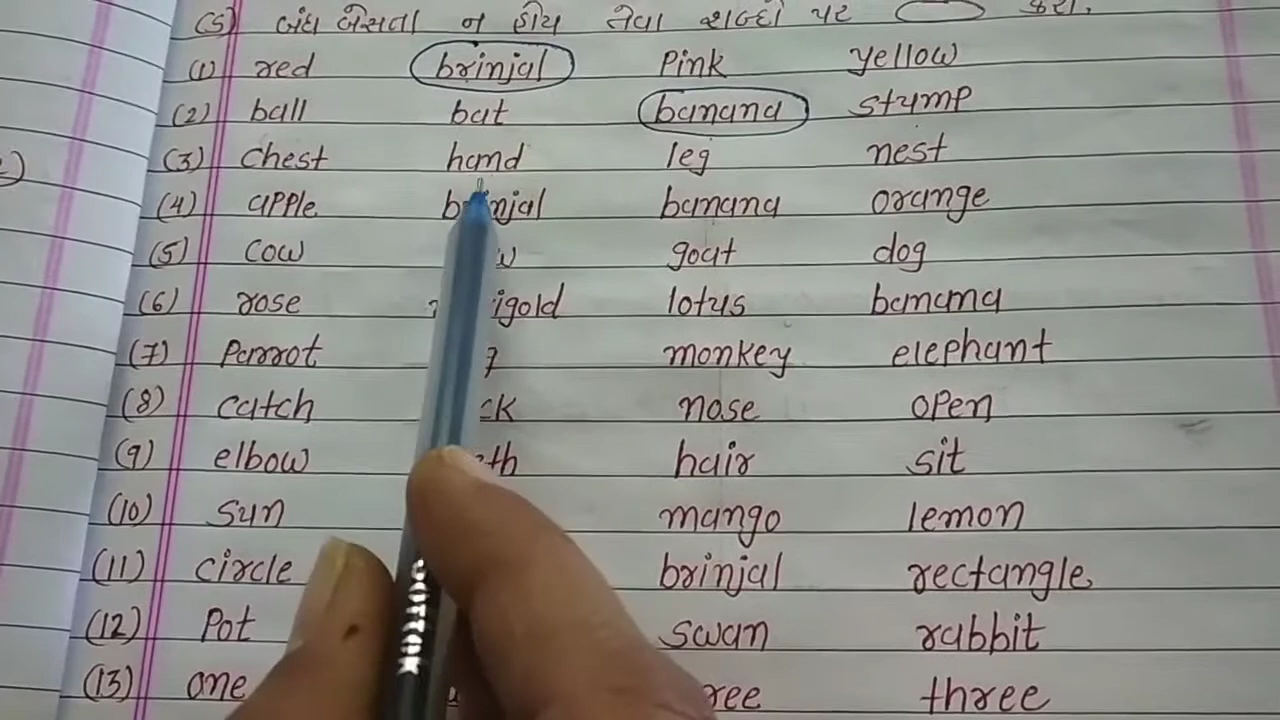 (5) બંધ બેસતા ન હોય તેવા શબ્દો પર કરો.
(1) red brinjal Pink yellow
(2) ball bat banana stump
(3) Chest hand leg nest
(4) apple brinjal banana orange
(5) cow goat dog
(6) rose lotus banana
(7) Parrot monkey elephant
(8) catch nose open
(9) elbow hair sit
(10) sun mango lemon
(11) circle brinjal rectangle
(12) Pot swan rabbit
(13) one three